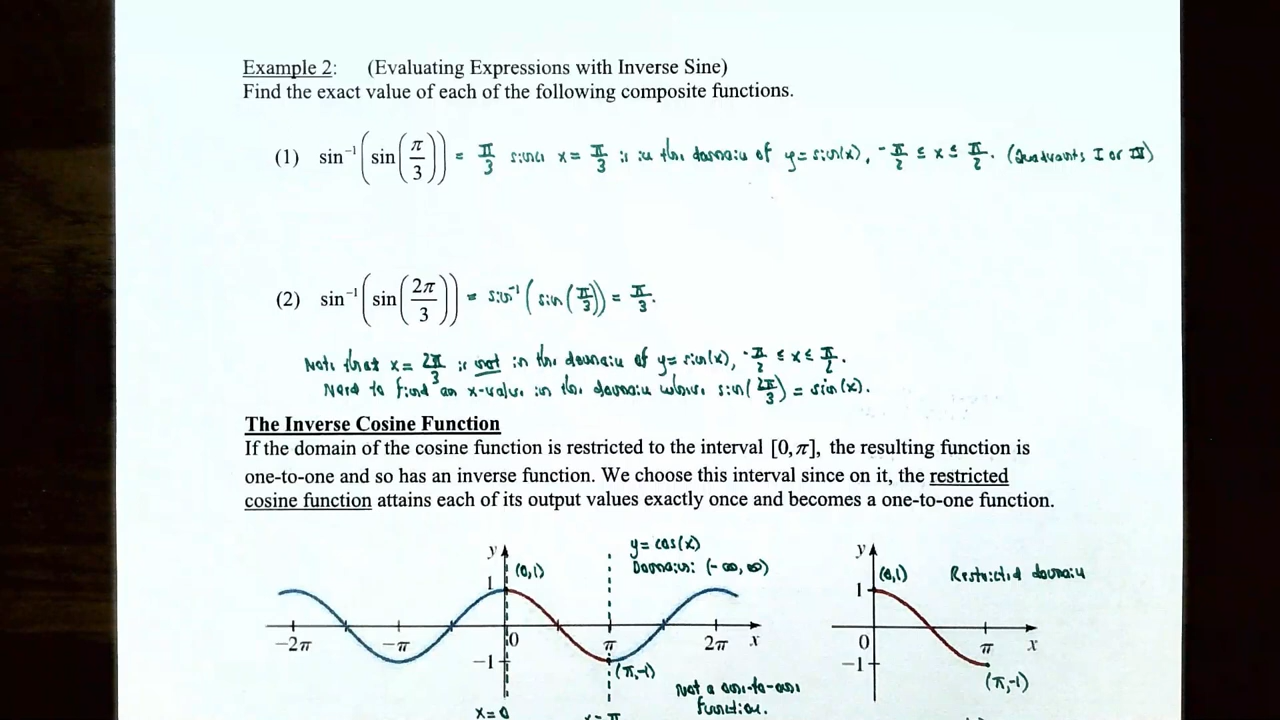 Example 2: (Evaluating Expressions with Inverse Sine)
Find the exact value of each of the following composite functions.
(1) sin⁻¹(sin(π/3)) = π/3 since x = π/3 is in the domain of y = sin(x), -π/2 ≤ x ≤ π/2. (Quadrants I or IV)
(2) sin⁻¹(sin(2π/3)) = sin⁻¹(sin(π/3)) = π/3.
Note that x = 2π/3 is not in the domain of y = sin(x), -π/2 ≤ x ≤ π/2.
Need to find an x-value in the domain where sin(2π/3) = sin(x).
The Inverse Cosine Function
If the domain of the cosine function is restricted to the interval [0, π], the resulting function is
one-to-one and so has an inverse function. We choose this interval since on it, the restricted
cosine function attains each of its output values exactly once and becomes a one-to-one function.
y
1
(0,1)
y = cos(x)
Domain: (-∞, ∞)
-2π
-π
0
π
2π
x
-1
(π,-1)
Not a one-to-one
function.
x = 0
y
1
(0,1)
Restricted domain
0
π
x
-1
(π,-1)